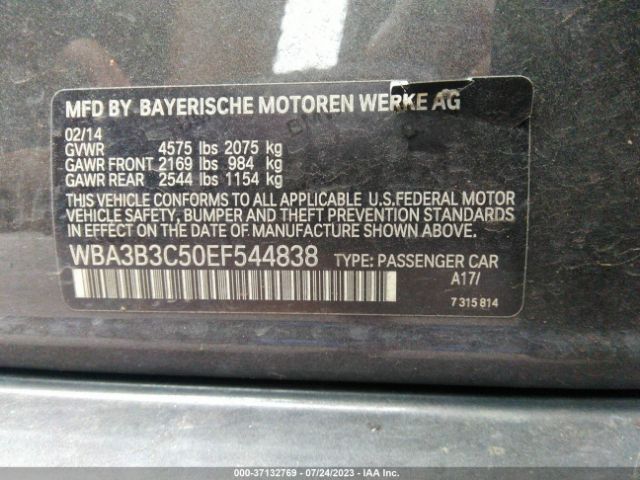 MFD BY BAYERISCHE MOTOREN WERKE AG
02/14
GVWR 4575 lbs 2075 kg
GAWR FRONT 2169 lbs 984 kg
GAWR REAR 2544 lbs 1154 kg
THIS VEHICLE CONFORMS TO ALL APPLICABLE U.S.FEDERAL MOTOR
VEHICLE SAFETY, BUMPER AND THEFT PREVENTION STANDARDS
IN EFFECT ON THE DATE OF MANUFACTURE SHOWN ABOVE.
WBA3B3C50EF544838 TYPE: PASSENGER CAR
A17/
7 315 814
000-37132769 - 07/24/2023 - IAA Inc.